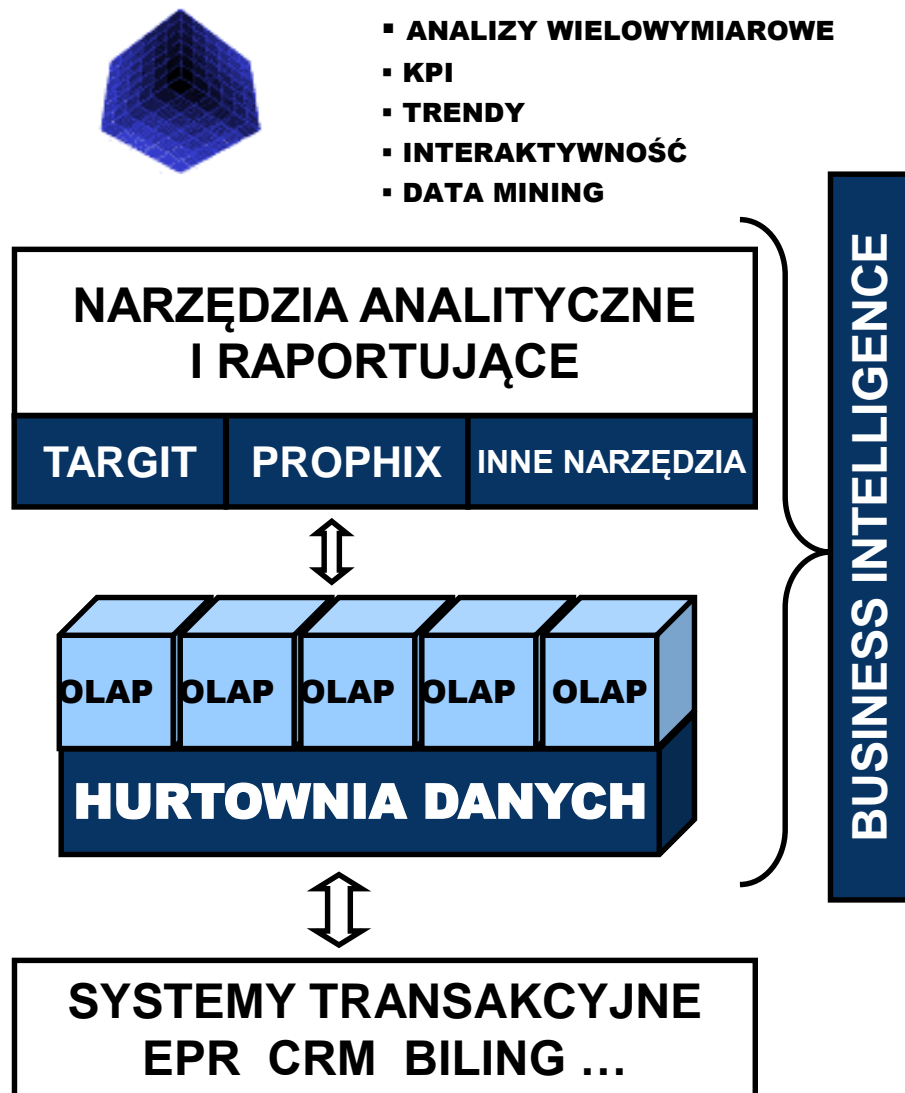 ▪ ANALIZY WIELOWYMIAROWE
▪ KPI
▪ TRENDY
▪ INTERAKTYWNOŚĆ
▪ DATA MINING
NARZĘDZIA ANALITYCZNE
I RAPORTUJĄCE
TARGIT PROPHIX INNE NARZĘDZIA
OLAP OLAP OLAP OLAP OLAP
HURTOWNIA DANYCH
SYSTEMY TRANSAKCYJNE
EPR CRM BILING ...
BUSINESS INTELLIGENCE